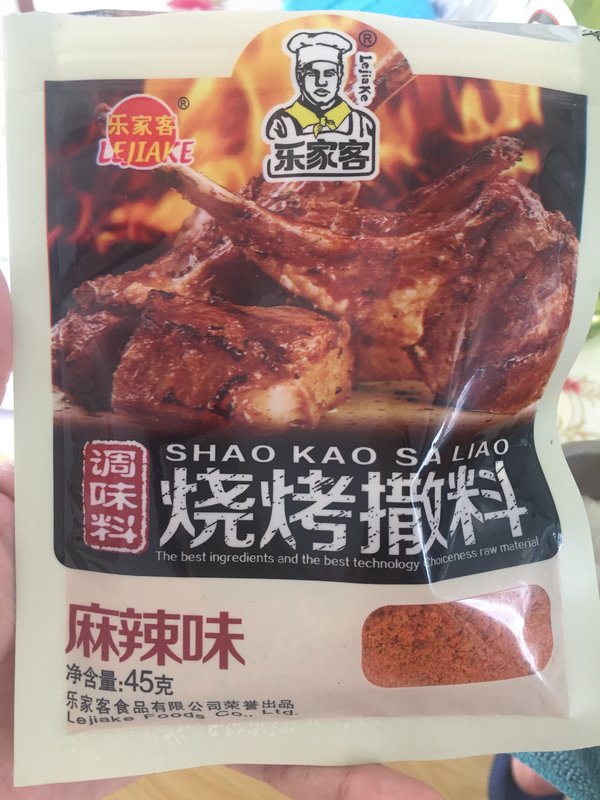 乐家客®
LEJIAKE
®
LejiaKe
乐家客
调味料
SHAO KAO SA LIAO
烧烤撒料
The best ingredients and the best technology Choiceness raw material
麻辣味
净含量:45克
乐家客食品有限公司荣誉出品
Lejiake Foods Co., Ltd.